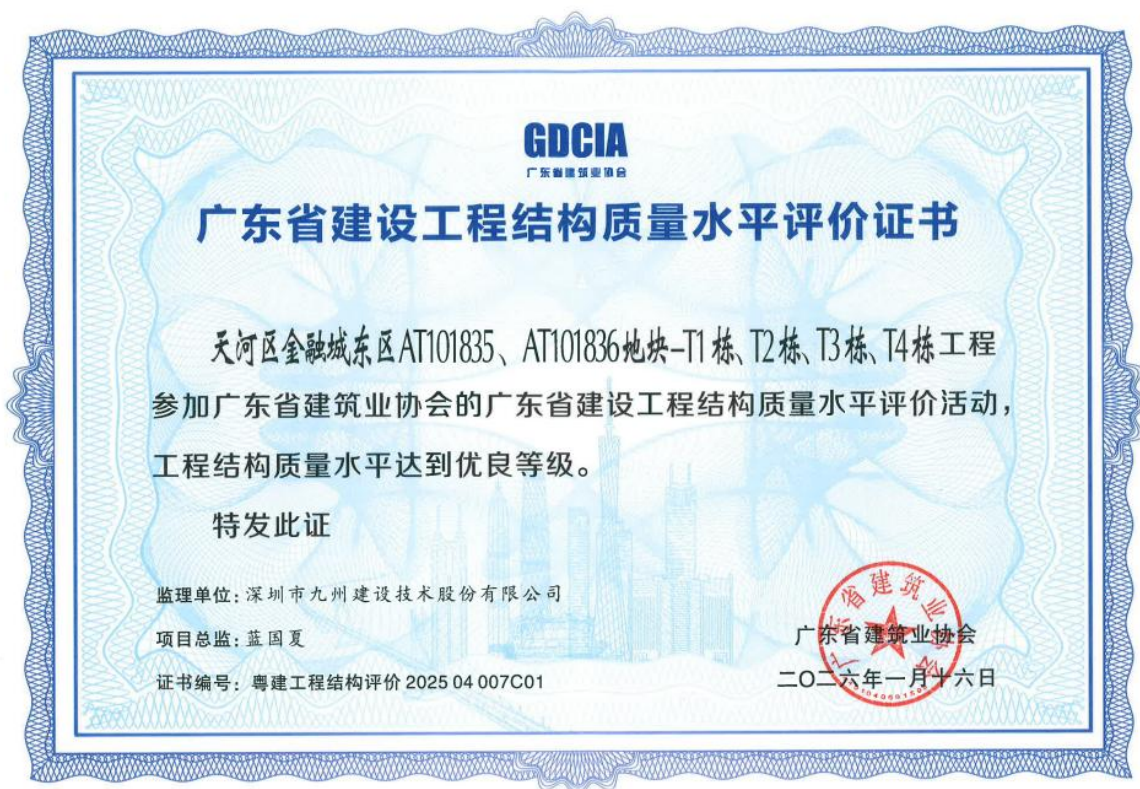 GDCIA
广东省建筑业协会
广东省建设工程结构质量水平评价证书
天河区金融城东区AT101835、AT101836地块-T1栋、T2栋、T3栋、T4栋工程
参加广东省建筑业协会的广东省建设工程结构质量水平评价活动，
工程结构质量水平达到优良等级。
特发此证
监理单位：深圳市九州建设技术股份有限公司
项目总监：蓝国夏
证书编号：粤建工程结构评价 2025 04 007C01
广东省建筑业协会
二〇二六年一月十六日
广东省建筑业协会